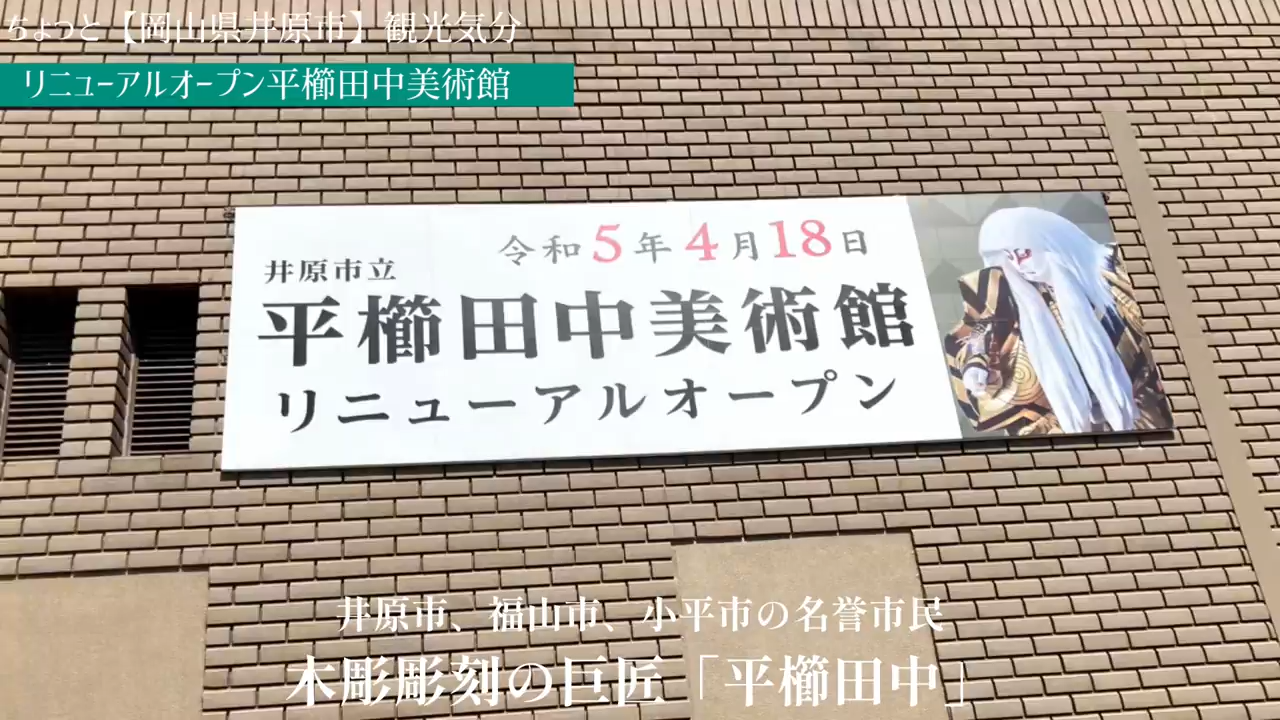 ちょっと【岡山県井原市】観光気分
リニューアルオープン平櫛田中美術館
令和5年4月18日
井原市立
平櫛田中美術館
リニューアルオープン
井原市、福山市、小平市の名誉市民
木彫彫刻の巨匠「平櫛田中」